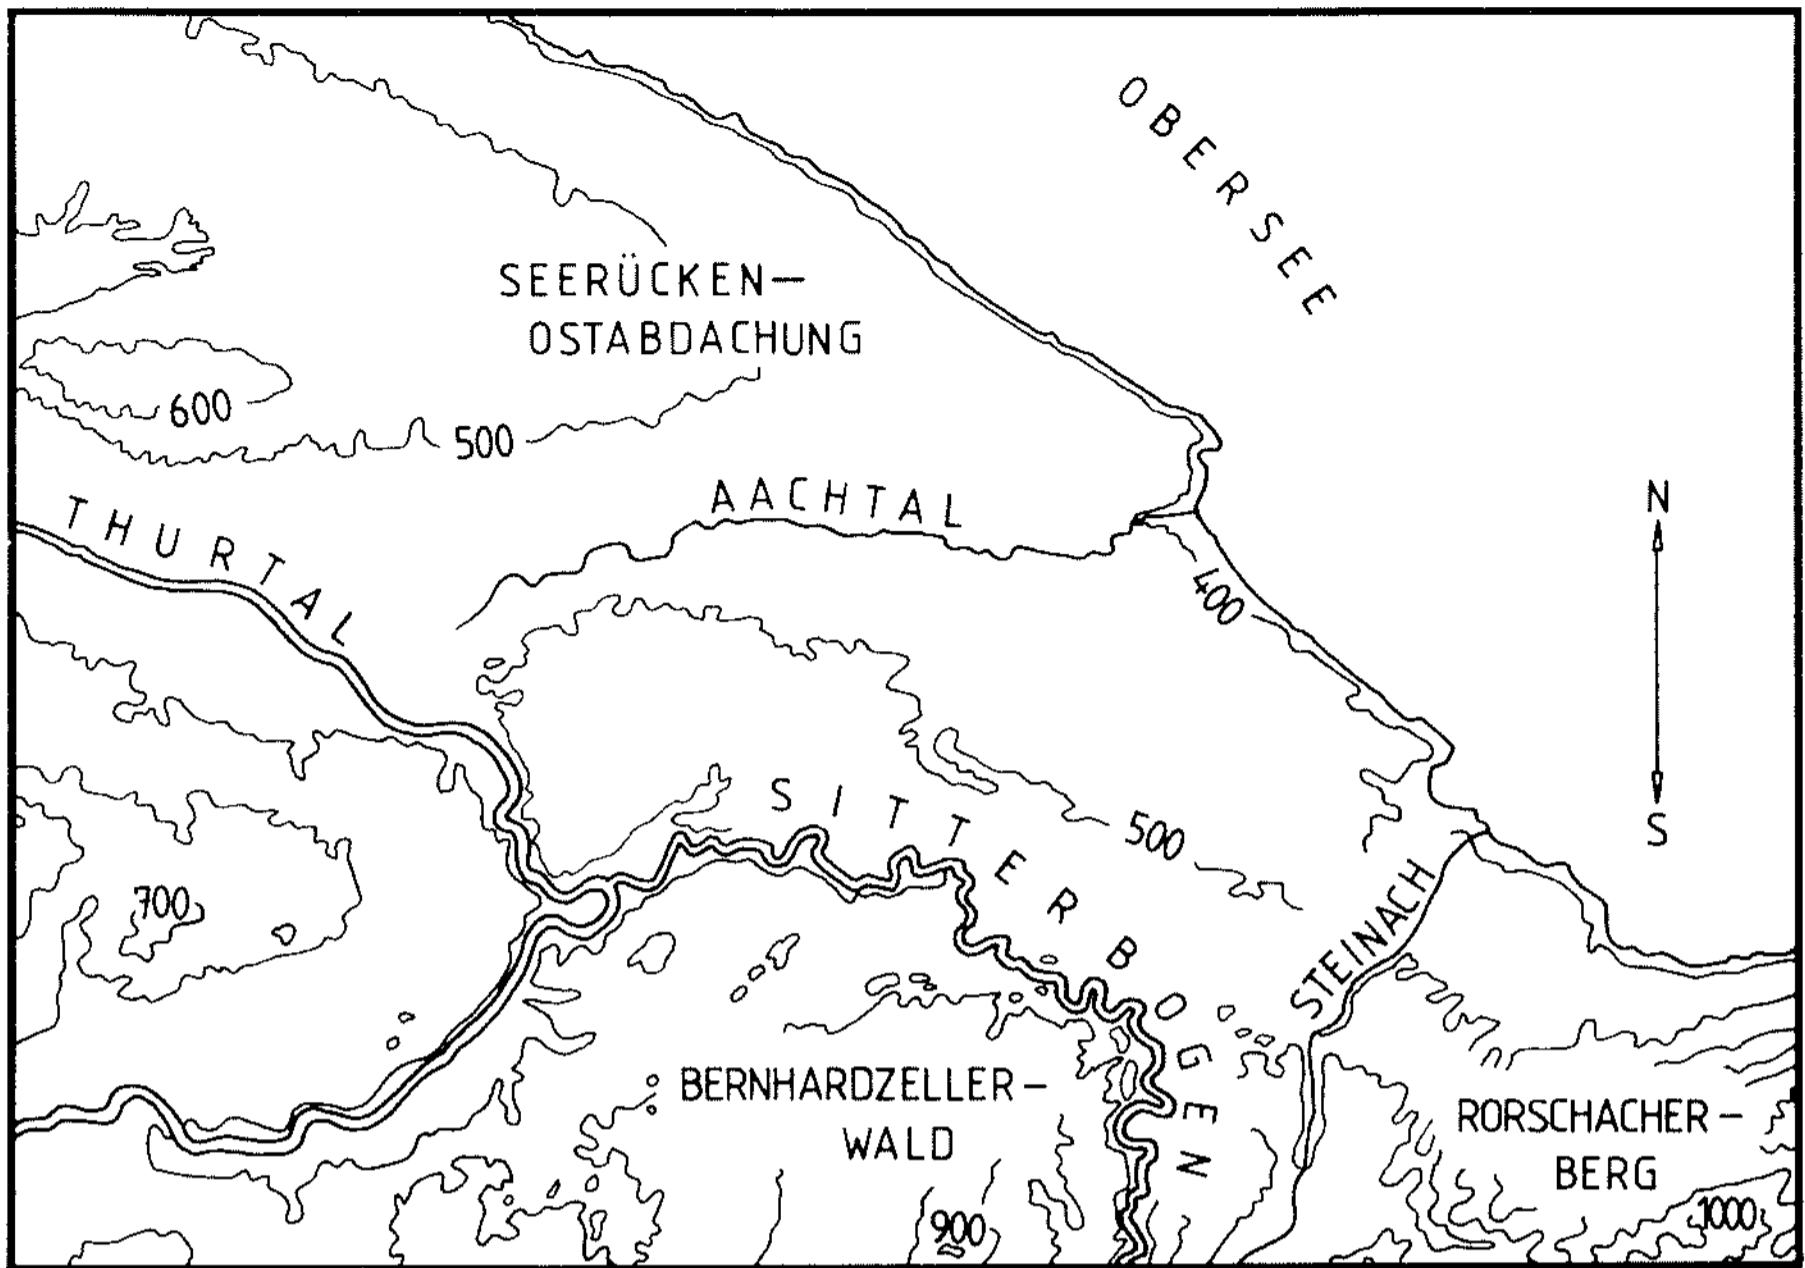 OBERSEE
SEERÜCKEN-
OSTABDACHUNG
600
500
THURTAL
AACHTAL
N
400
SITTERBOGEN
500
S
STEINACH
700
BERNHARDZELLER-
WALD
RORSCHACHER-
BERG
900
1000